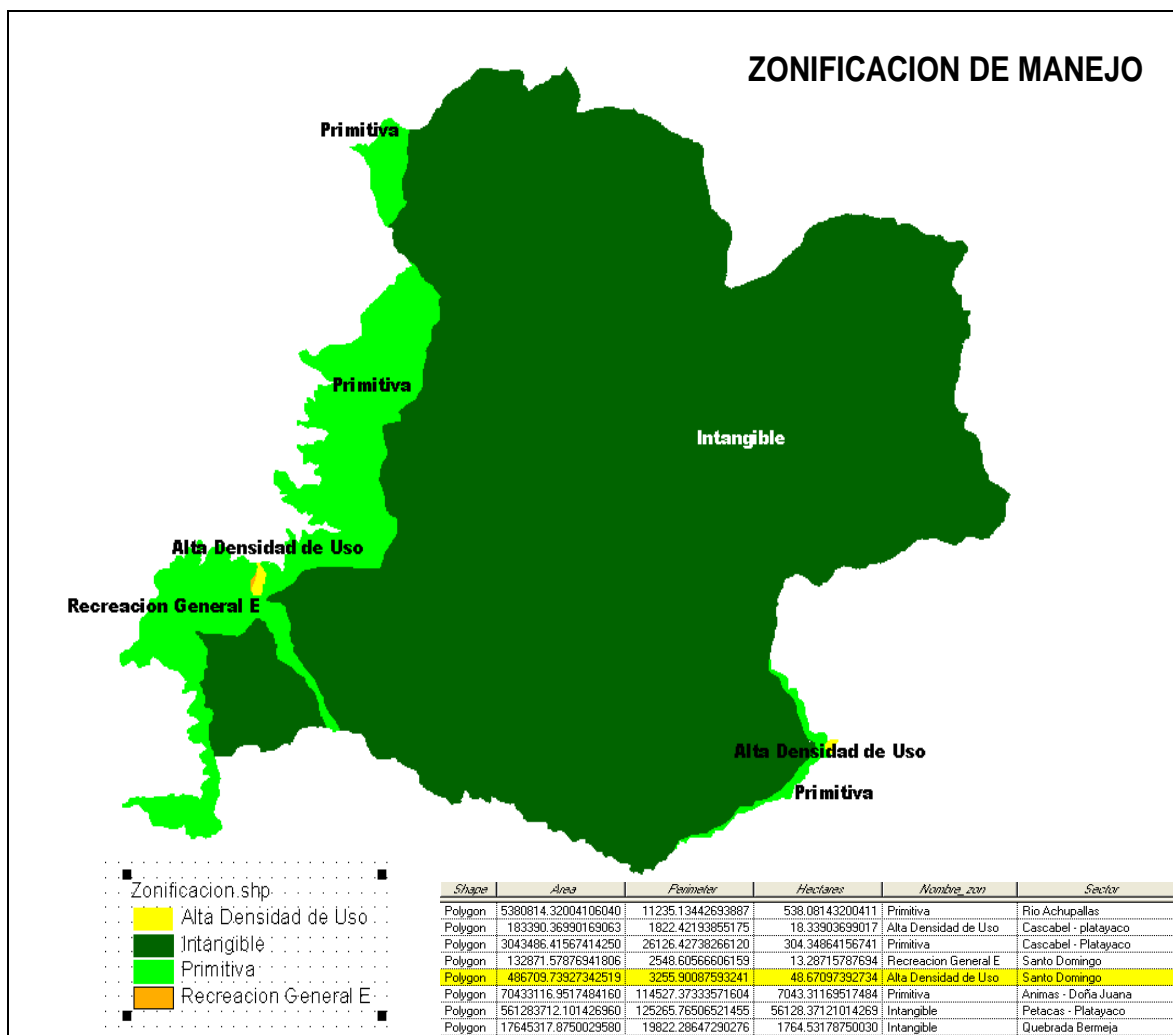 ZONIFICACION DE MANEJO
Primitiva
Primitiva
Intangible
Alta Densidad de Uso
Recreacion General E
Alta Densidad de Uso
Primitiva
Zonificacion.shp
Alta Densidad de Uso
Intangible
Primitiva
Recreacion General E
Shape Area Perimeter Hectares Nombre_zon Sector
Polygon 5380814.32004106040 11235.13442693887 538.08143200411 Primitiva Rio Achupallas
Polygon 183390.36990169063 1822.42193855175 18.33903699017 Alta Densidad de Uso Cascabel - platayaco
Polygon 3043486.41567414250 26126.42738266120 304.34864156741 Primitiva Cascabel - Platayaco
Polygon 132871.57876941806 2548.60566606159 13.28715787694 Recreacion General E Santo Domingo
Polygon 486709.73927342519 3255.90087593241 48.67097392734 Alta Densidad de Uso Santo Domingo
Polygon 70433116.9517484160 114527.37333571604 7043.31169517484 Primitiva Animas - Doña Juana
Polygon 561283712.101426960 125265.76506521455 56128.37121014269 Intangible Petacas - Platayaco
Polygon 17645317.8750029580 19822.28647290276 1764.53178750030 Intangible Quebrada Bermeja